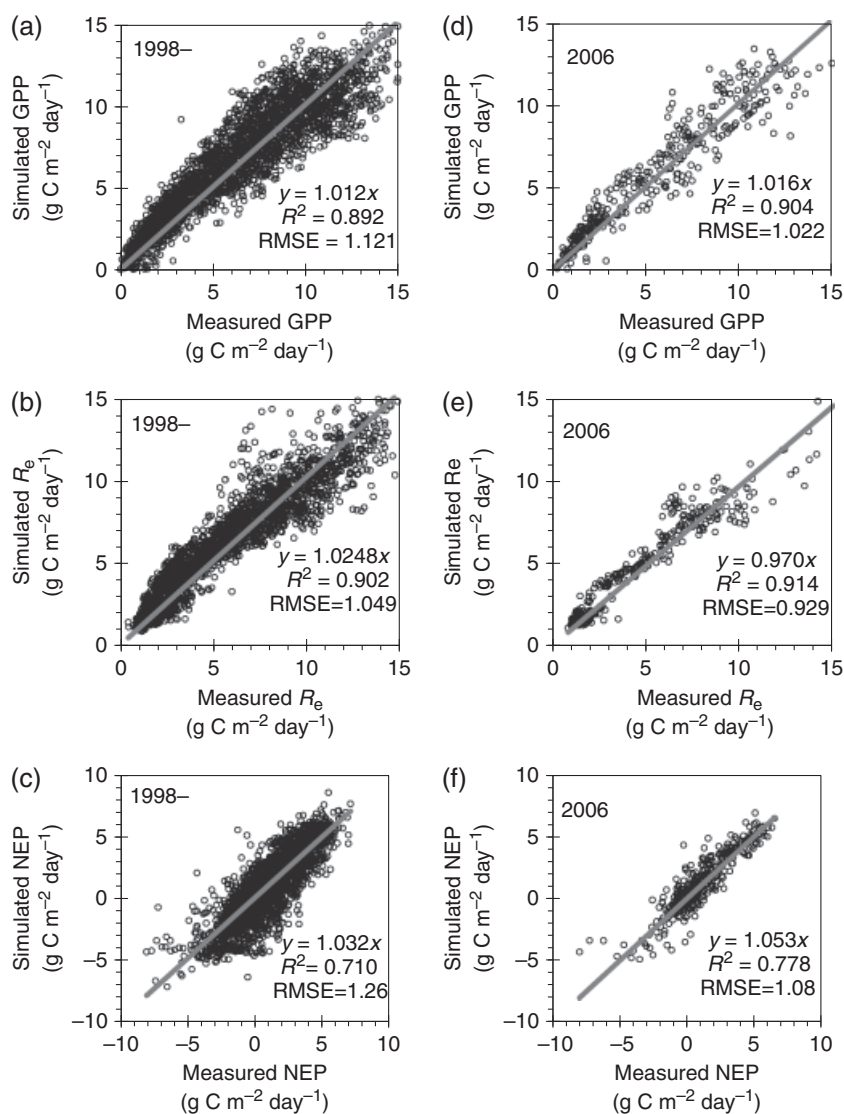 (a)
1998–
Simulated GPP
(g C m⁻² day⁻¹)
15
10
5
0
y = 1.012x
R² = 0.892
RMSE = 1.121
0 5 10 15
Measured GPP
(g C m⁻² day⁻¹)
(d)
2006
Simulated GPP
(g C m⁻² day⁻¹)
15
10
5
0
y = 1.016x
R² = 0.904
RMSE=1.022
0 5 10 15
Measured GPP
(g C m⁻² day⁻¹)
(b)
1998–
Simulated Rₑ
(g C m⁻² day⁻¹)
15
10
5
0
y = 1.0248x
R² = 0.902
RMSE=1.049
0 5 10 15
Measured Rₑ
(g C m⁻² day⁻¹)
(e)
2006
Simulated Re
(g C m⁻² day⁻¹)
15
10
5
0
y = 0.970x
R² = 0.914
RMSE=0.929
0 5 10 15
Measured Rₑ
(g C m⁻² day⁻¹)
(c)
1998–
Simulated NEP
(g C m⁻² day⁻¹)
10
5
0
−5
−10
y = 1.032x
R² = 0.710
RMSE=1.26
−10 −5 0 5 10
Measured NEP
(g C m⁻² day⁻¹)
(f)
2006
Simulated NEP
(g C m⁻² day⁻¹)
10
5
0
−5
−10
y = 1.053x
R² = 0.778
RMSE=1.08
−10 −5 0 5 10
Measured NEP
(g C m⁻² day⁻¹)